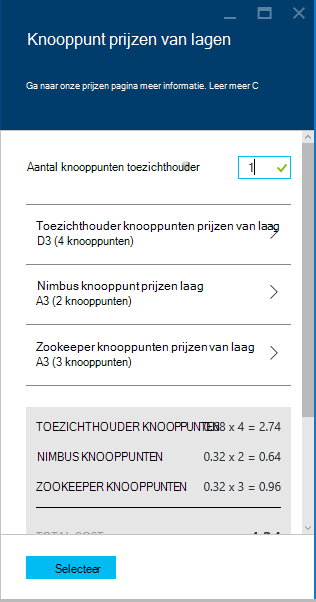 Knooppunt prijzen van lagen
Ga naar onze prijzen pagina meer informatie. Leer meer C
Aantal knooppunten toezichthouder
1
Toezichthouder knooppunten prijzen van laag
D3 (4 knooppunten)
Nimbus knooppunt prijzen laag
A3 (2 knooppunten)
Zookeeper knooppunten prijzen van laag
A3 (3 knooppunten)
TOEZICHTHOUDER KNOOPPUNTEN x 4 = 2.74
NIMBUS KNOOPPUNTEN 0.32 x 2 = 0.64
ZOOKEEPER KNOOPPUNTEN 0.32 x 3 = 0.96
TOTAL COST
Selecteer